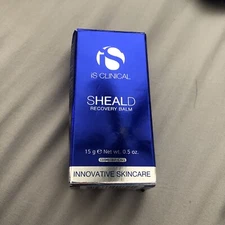 iS CLINICAL
SHEALD
RECOVERY BALM
15 g e Net wt. 0.5 oz.
INNOVATIVE SKINCARE